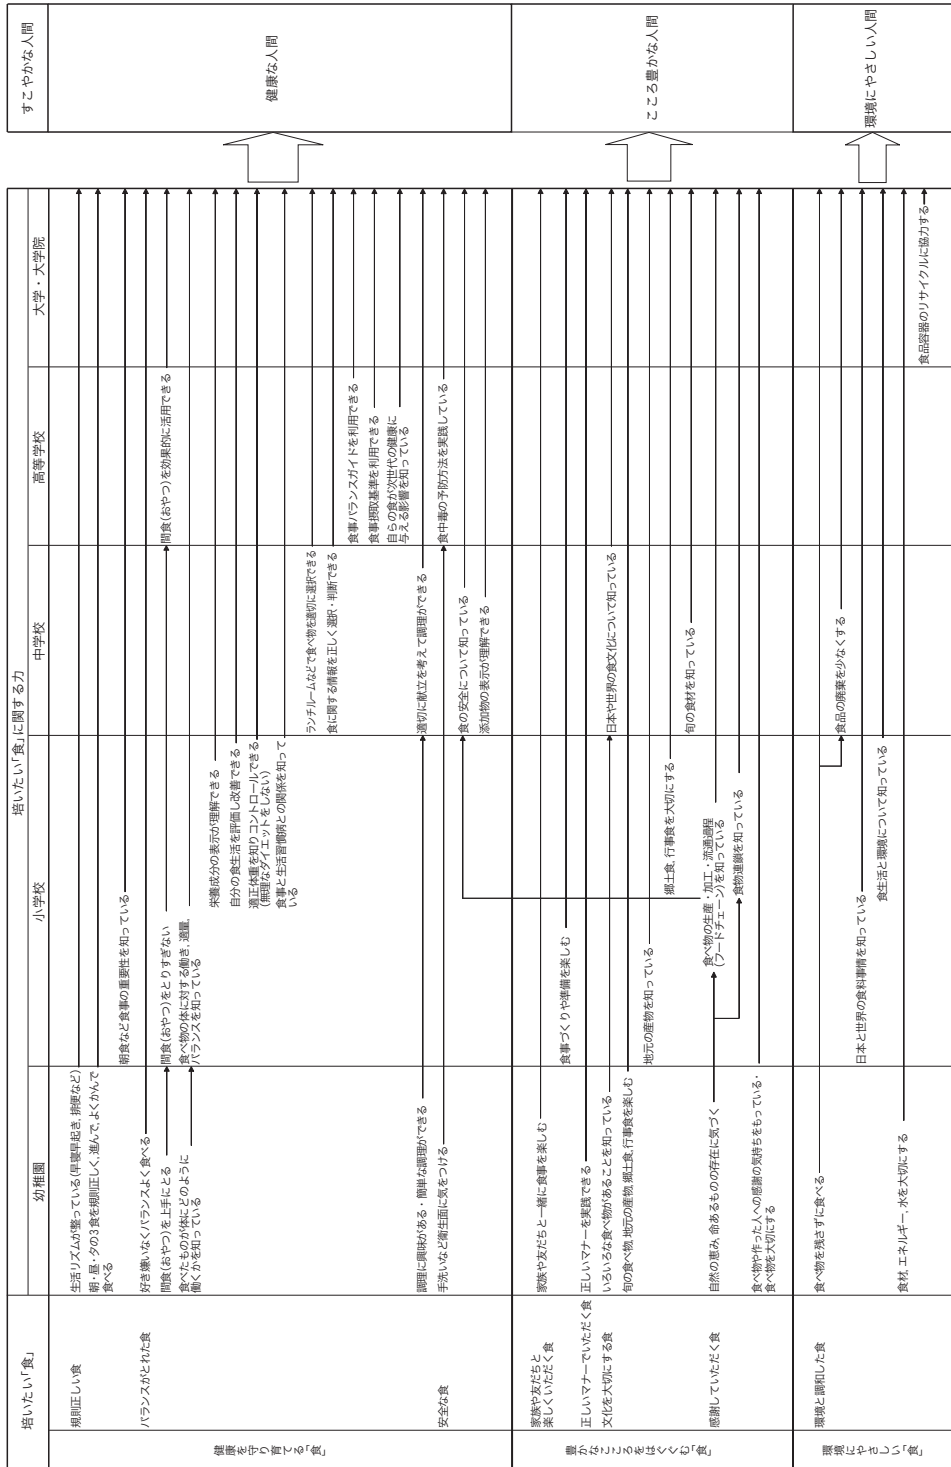 培いたい「食」
培いたい「食」に関する力
すこやかな人間
幼稚園
小学校
中学校
高等学校
大学・大学院
健康を守り育てる「食」
規則正しい食
生活リズムが整っている(早寝早起き、排便など)
朝・昼・夕の3食を規則正しく、進んで、よくかんで
食べる
朝食など食事の重要性を知っている
バランスがとれた食
好き嫌いなくバランスよく食べる
間食(おやつ)を上手にとる
間食(おやつ)をとりすぎない
間食(おやつ)を効果的に活用できる
食べたものが体にどのように
働くかを知っている
食べ物の体に対する働き、適量、
バランスを知っている
栄養成分の表示が理解できる
自分の食生活を評価し改善できる
適正体重を知りコントロールできる
(無理なダイエットをしない)
食事と生活習慣病との関係を知って
いる
ランチルームなどで食べ物を適切に選択できる
食に関する情報を正しく選択・判断できる
食事バランスガイドを利用できる
食事摂取基準を利用できる
自らの食が次世代の健康に
与える影響を知っている
調理に興味がある・簡単な調理ができる
適切に献立を考えて調理ができる
安全な食
手洗いなど衛生面に気をつける
食中毒の予防方法を実践している
食の安全について知っている
添加物の表示が理解できる
健康な人間
豊かなこころをはぐくむ「食」
家族や友だちと
楽しくいただく食
家族や友だちと一緒に食事を楽しむ
食事づくりや準備を楽しむ
正しいマナーでいただく食
正しいマナーを実践できる
文化を大切にする食
いろいろな食べ物があることを知っている
日本や世界の食文化について知っている
旬の食べ物、地元の産物、郷土食、行事食を楽しむ
地元の産物を知っている
郷土食、行事食を大切にする
旬の食材を知っている
感謝していただく食
自然の恵み、命あるものの存在に気づく
食べ物の生産・加工・流通過程
(フードチェーン)を知っている
食物連鎖を知っている
食べ物や作った人への感謝の気持ちをもっている・
食べ物を大切にする
こころ豊かな人間
環境にやさしい「食」
環境と調和した食
食べ物を残さずに食べる
食品の廃棄を少なくする
日本と世界の食料事情を知っている
食生活と環境について知っている
食材、エネルギー、水を大切にする
食品容器のリサイクルに協力する
環境にやさしい人間